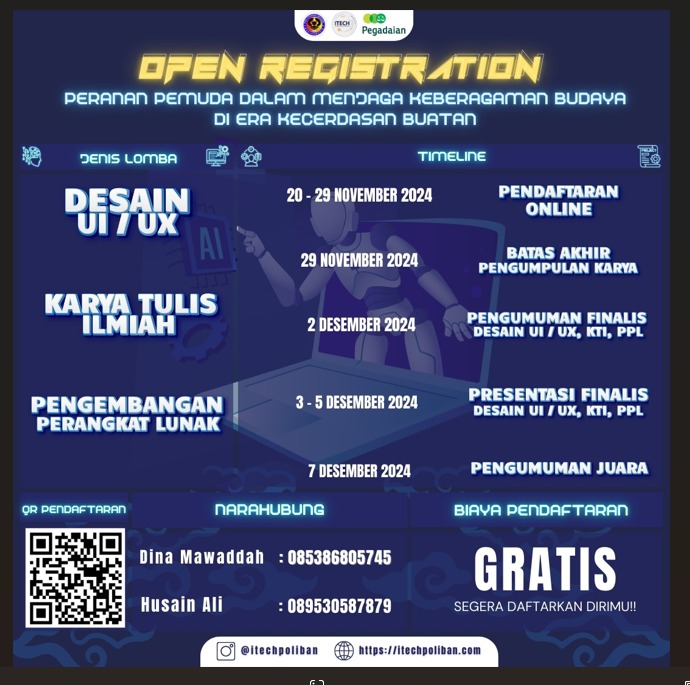 ITECH
Pegadaian
OPEN REGISTRATION
PERANAN PEMUDA DALAM MENJAGA KEBERAGAMAN BUDAYA
DI ERA KECERDASAN BUATAN
JENIS LOMBA
TIMELINE
DESAIN
UI / UX
KARYA TULIS
ILMIAH
PENGEMBANGAN
PERANGKAT LUNAK
AI
20 - 29 NOVEMBER 2024
PENDAFTARAN
ONLINE
29 NOVEMBER 2024
BATAS AKHIR
PENGUMPULAN KARYA
2 DESEMBER 2024
PENGUMUMAN FINALIS
DESAIN UI / UX, KTI, PPL
3 - 5 DESEMBER 2024
PRESENTASI FINALIS
DESAIN UI / UX, KTI, PPL
7 DESEMBER 2024
PENGUMUMAN JUARA
QR PENDAFTARAN
NARAHUBUNG
BIAYA PENDAFTARAN
Dina Mawaddah : 085386805745
Husain Ali : 089530587879
GRATIS
SEGERA DAFTARKAN DIRIMU!!
@itechpoliban
https://itechpoliban.com